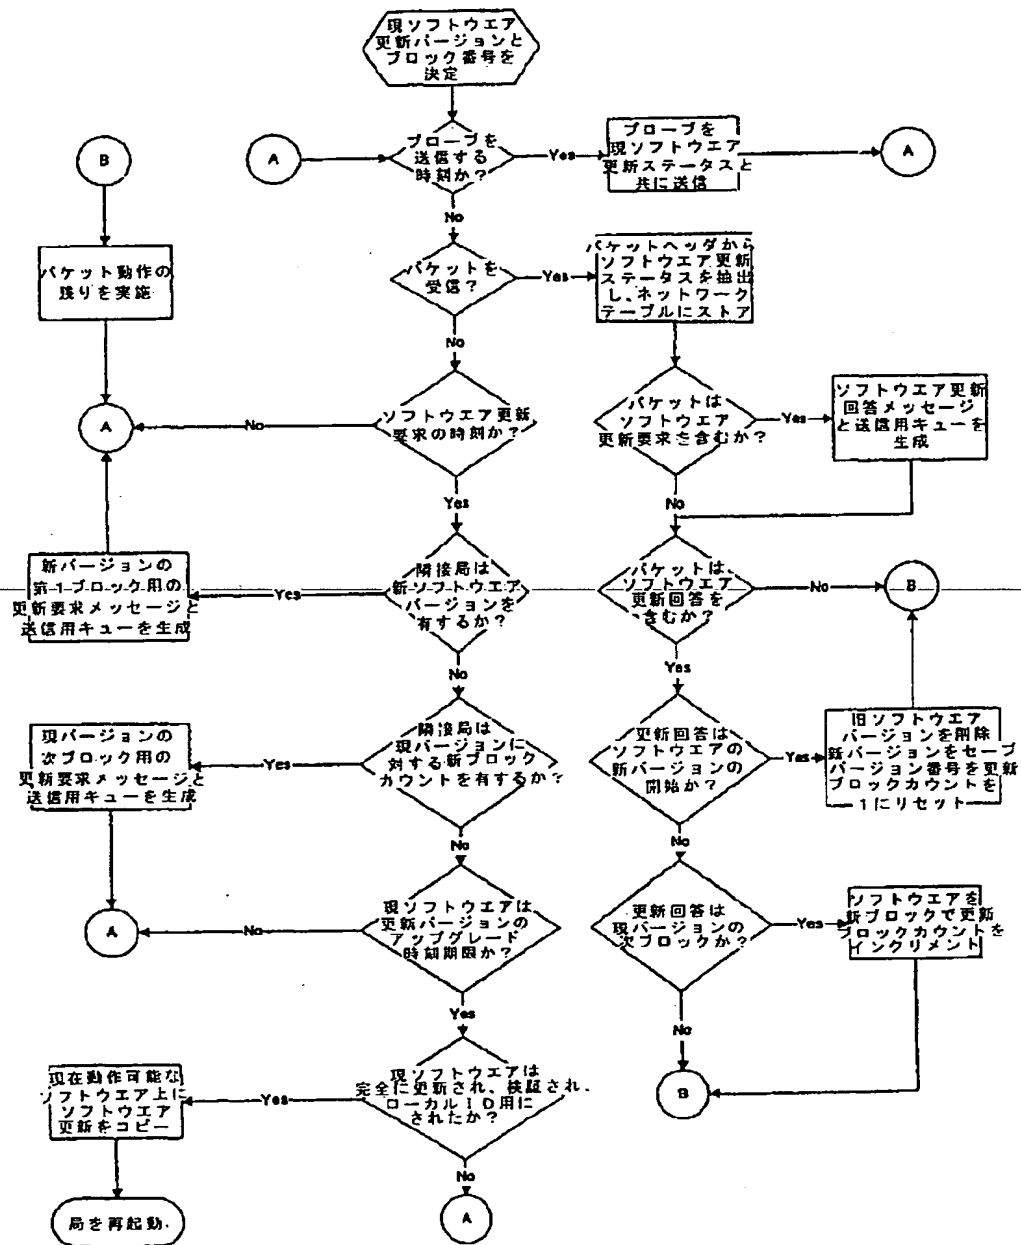 現ソフトウエア
更新バージョンと
ブロック番号を
決定
B
A
プローブを
送信する
時刻か?
Yes
プローブを
現ソフトウエア
更新ステータスと
共に送信
A
No
パケット動作の
残りを実施
パケットを
受信?
Yes
パケットヘッダから
ソフトウエア更新
ステータスを抽出
し、ネットワーク
テーブルにストア
No
A
No
ソフトウエア更新
要求の時刻か?
パケットは
ソフトウエア
更新要求を含むか?
Yes
ソフトウエア更新
回答メッセージ
と送信用キューを
生成
Yes
No
新バージョンの
第1ブロック用の
更新要求メッセージと
送信用キューを生成
Yes
隣接局は
新ソフトウエア
バージョンを
有するか?
パケットは、
ソフトウエア
更新回答を
含むか?
No
B
No
Yes
現バージョンの
次ブロック用の
更新要求メッセージと
送信用キューを生成
Yes
隣接局は
現バージョンに
対する新ブロック
カウントを有するか?
更新回答は
ソフトウエアの
新バージョンの
開始か?
Yes
旧ソフトウエア
バージョンを削除
新バージョンをセーブ
バージョン番号を更新
ブロックカウントを
1にリセット
No
No
A
No
現ソフトウエアは
更新バージョンの
アップグレード
時刻期限か?
更新回答は
現バージョンの
次ブロックか?
Yes
ソフトウエアを
新ブロックで更新
ブロックカウントを
インクリメント
Yes
No
現在動作可能な
ソフトウエア上に
ソフトウエア
更新をコピー
Yes
現ソフトウエアは
完全に更新され、検証され、
ローカルID用に
されたか?
B
No
局を再起動.
A